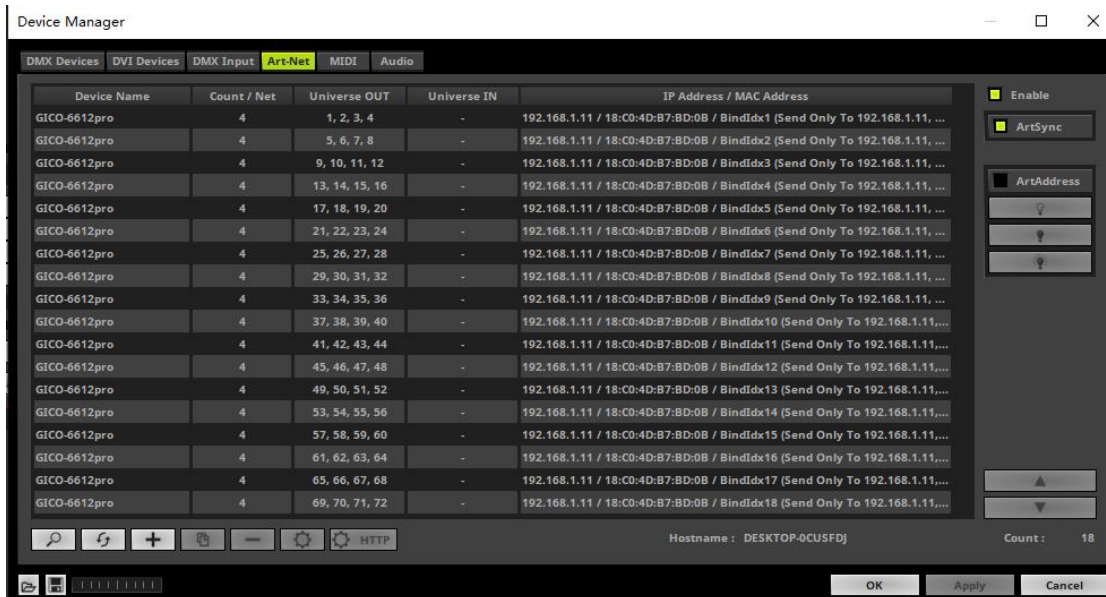 Device Manager
DMX Devices DVI Devices DMX Input Art-Net MIDI Audio
Device Name Count / Net Universe OUT Universe IN IP Address / MAC Address
Enable
GICO-6612pro 4 1, 2, 3, 4 - 192.168.1.11 / 18:C0:4D:B7:BD:0B / BindIdx1 (Send Only To 192.168.1.11, ...
ArtSync
GICO-6612pro 4 5, 6, 7, 8 - 192.168.1.11 / 18:C0:4D:B7:BD:0B / BindIdx2 (Send Only To 192.168.1.11, ...
GICO-6612pro 4 9, 10, 11, 12 - 192.168.1.11 / 18:C0:4D:B7:BD:0B / BindIdx3 (Send Only To 192.168.1.11, ...
GICO-6612pro 4 13, 14, 15, 16 - 192.168.1.11 / 18:C0:4D:B7:BD:0B / BindIdx4 (Send Only To 192.168.1.11, ...
ArtAddress
GICO-6612pro 4 17, 18, 19, 20 - 192.168.1.11 / 18:C0:4D:B7:BD:0B / BindIdx5 (Send Only To 192.168.1.11, ...
GICO-6612pro 4 21, 22, 23, 24 - 192.168.1.11 / 18:C0:4D:B7:BD:0B / BindIdx6 (Send Only To 192.168.1.11, ...
GICO-6612pro 4 25, 26, 27, 28 - 192.168.1.11 / 18:C0:4D:B7:BD:0B / BindIdx7 (Send Only To 192.168.1.11, ...
GICO-6612pro 4 29, 30, 31, 32 - 192.168.1.11 / 18:C0:4D:B7:BD:0B / BindIdx8 (Send Only To 192.168.1.11, ...
GICO-6612pro 4 33, 34, 35, 36 - 192.168.1.11 / 18:C0:4D:B7:BD:0B / BindIdx9 (Send Only To 192.168.1.11, ...
GICO-6612pro 4 37, 38, 39, 40 - 192.168.1.11 / 18:C0:4D:B7:BD:0B / BindIdx10 (Send Only To 192.168.1.11,...
GICO-6612pro 4 41, 42, 43, 44 - 192.168.1.11 / 18:C0:4D:B7:BD:0B / BindIdx11 (Send Only To 192.168.1.11,...
GICO-6612pro 4 45, 46, 47, 48 - 192.168.1.11 / 18:C0:4D:B7:BD:0B / BindIdx12 (Send Only To 192.168.1.11,...
GICO-6612pro 4 49, 50, 51, 52 - 192.168.1.11 / 18:C0:4D:B7:BD:0B / BindIdx13 (Send Only To 192.168.1.11,...
GICO-6612pro 4 53, 54, 55, 56 - 192.168.1.11 / 18:C0:4D:B7:BD:0B / BindIdx14 (Send Only To 192.168.1.11,...
GICO-6612pro 4 57, 58, 59, 60 - 192.168.1.11 / 18:C0:4D:B7:BD:0B / BindIdx15 (Send Only To 192.168.1.11,...
GICO-6612pro 4 61, 62, 63, 64 - 192.168.1.11 / 18:C0:4D:B7:BD:0B / BindIdx16 (Send Only To 192.168.1.11,...
GICO-6612pro 4 65, 66, 67, 68 - 192.168.1.11 / 18:C0:4D:B7:BD:0B / BindIdx17 (Send Only To 192.168.1.11,...
GICO-6612pro 4 69, 70, 71, 72 - 192.168.1.11 / 18:C0:4D:B7:BD:0B / BindIdx18 (Send Only To 192.168.1.11,...
HTTP Hostname : DESKTOP-0CUSFDJ Count : 18
OK Apply Cancel